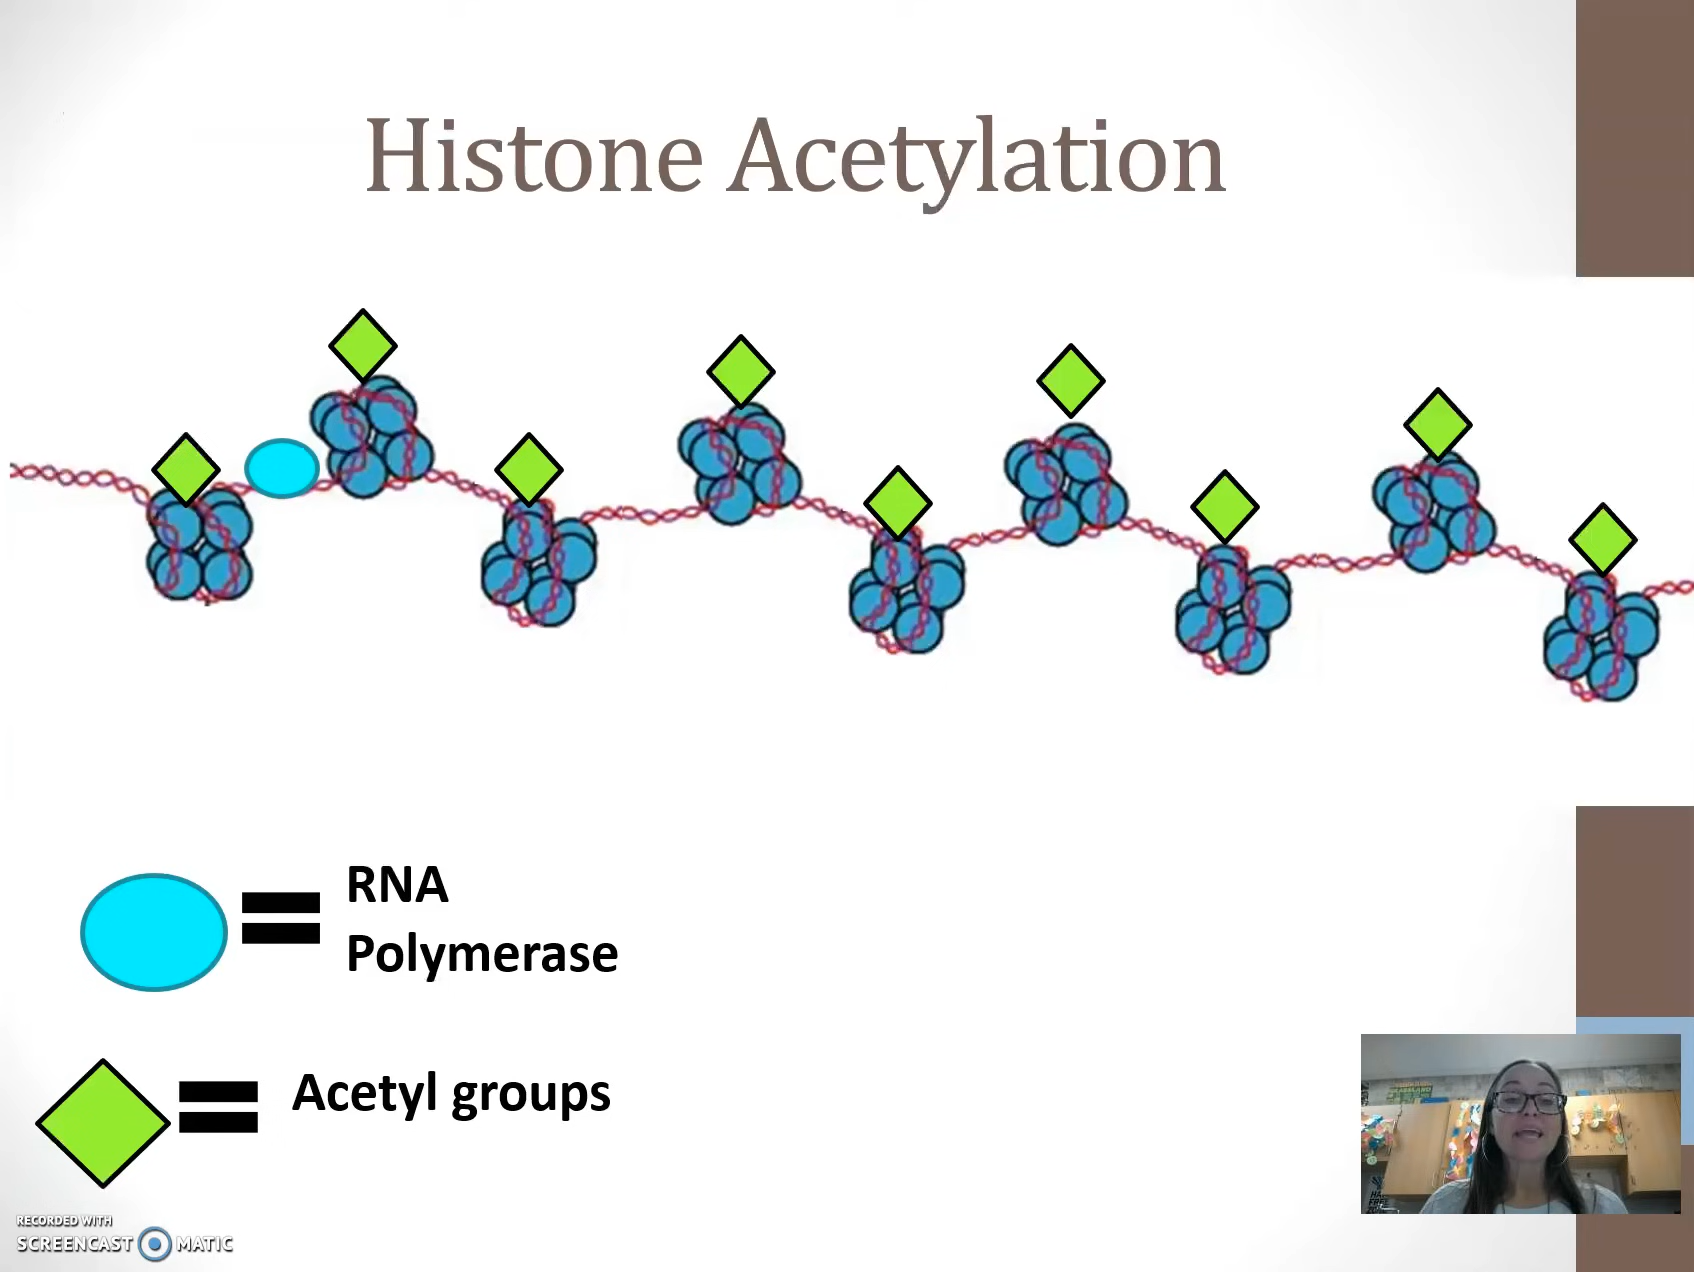 Histone Acetylation
RNA
Polymerase
Acetyl groups
RECORDED WITH
SCREENCAST MATIC